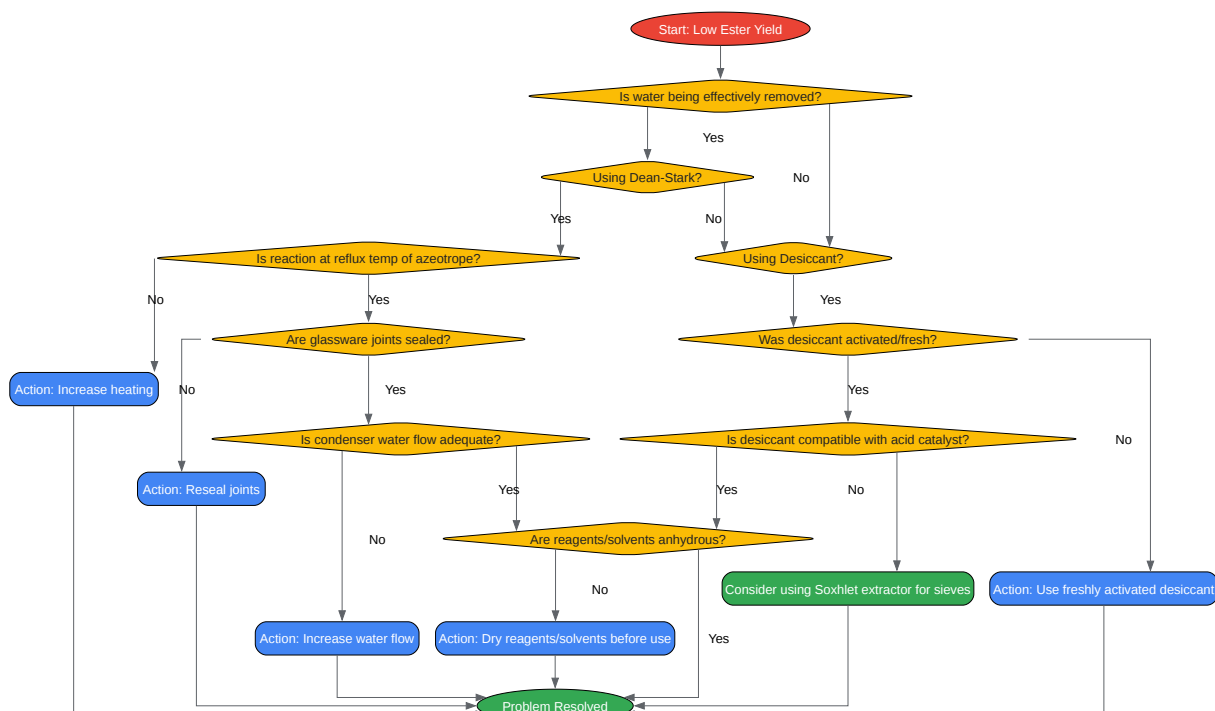 Start: Low Ester Yield
Is water being effectively removed?
Yes
Using Dean-Stark?
No
Yes
No
Is reaction at reflux temp of azeotrope?
Using Desiccant?
No
Yes
Yes
Are glassware joints sealed?
Was desiccant activated/fresh?
Action: Increase heating
No
Yes
Yes
Is condenser water flow adequate?
Is desiccant compatible with acid catalyst?
No
Action: Reseal joints
Yes
Yes
No
No
Are reagents/solvents anhydrous?
No
Consider using Soxhlet extractor for sieves
Action: Use freshly activated desiccant
Action: Increase water flow
Action: Dry reagents/solvents before use
Yes
Problem Resolved